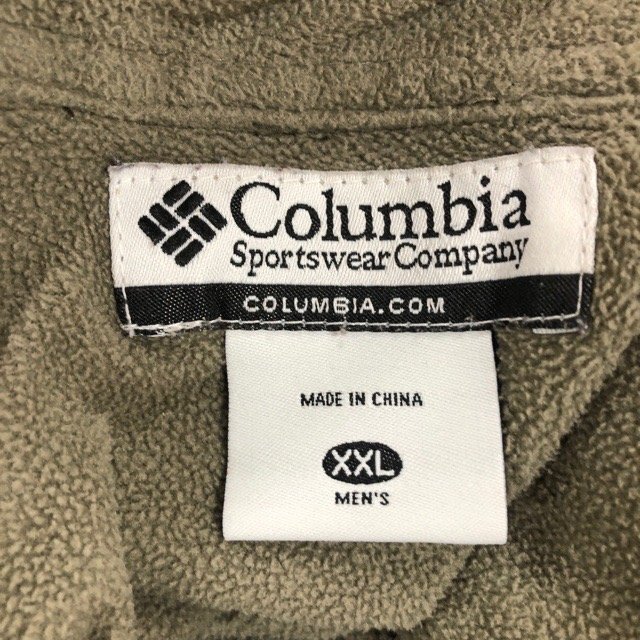 Columbia
Sportswear Company
COLUMBIA.COM
MADE IN CHINA
XXL
MEN'S